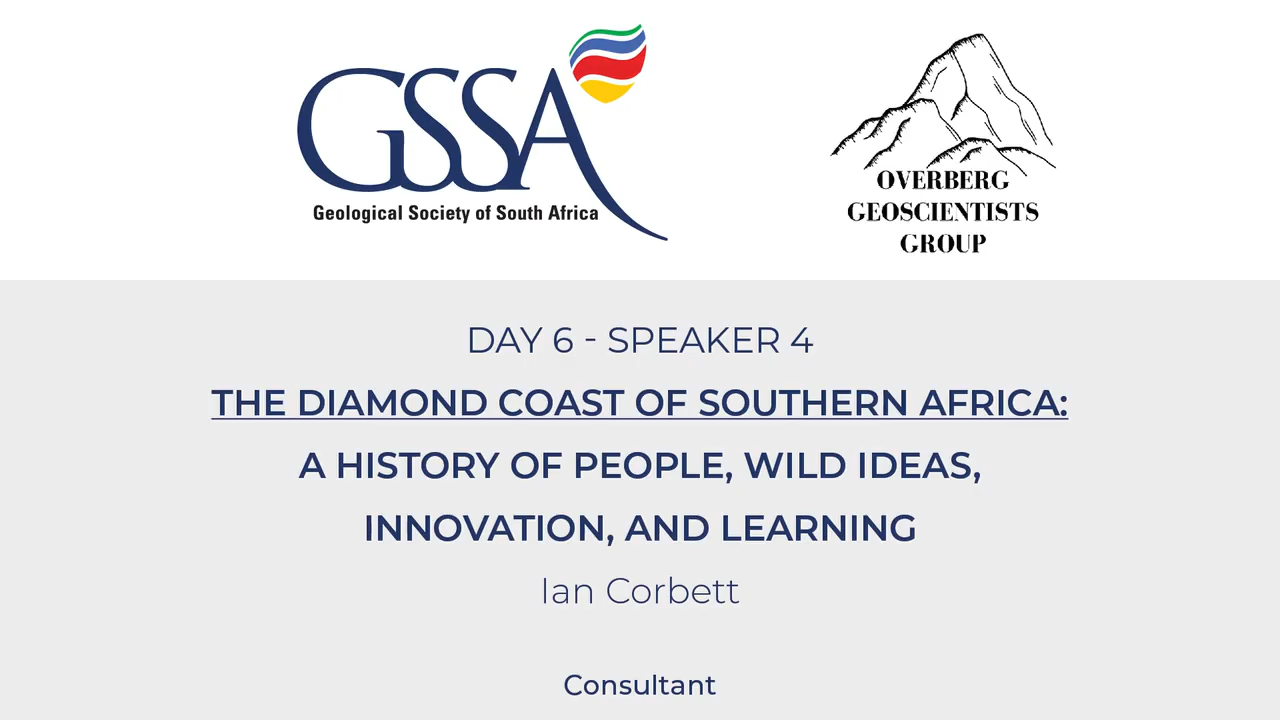 GSSA
Geological Society of South Africa
OVERBERG
GEOSCIENTISTS
GROUP
DAY 6 - SPEAKER 4
THE DIAMOND COAST OF SOUTHERN AFRICA:
A HISTORY OF PEOPLE, WILD IDEAS,
INNOVATION, AND LEARNING
Ian Corbett
Consultant